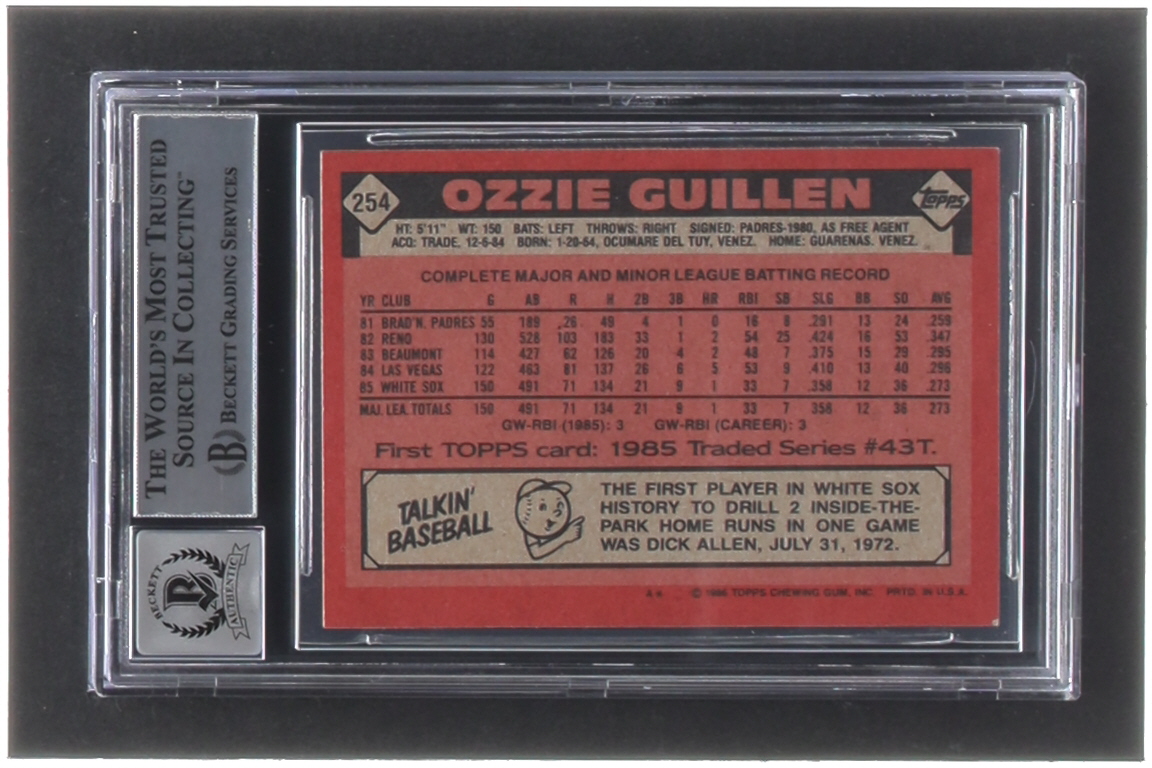 THE WORLD'S MOST TRUSTED
SOURCE IN COLLECTING™
B BECKETT GRADING SERVICES
BECKETT
AUTHENTIC
254
OZZIE GUILLEN
Topps
HT: 5'11" WT: 150 BATS: LEFT THROWS: RIGHT SIGNED: PADRES-1980, AS FREE AGENT
ACQ: TRADE, 12-6-84 BORN: 1-20-64, OCUMARE DEL TUY, VENEZ. HOME: GUARENAS, VENEZ.
COMPLETE MAJOR AND MINOR LEAGUE BATTING RECORD
YR CLUB G AB R H 2B 3B HR RBI SB SLG BB SO AVG
81 BRAD'N. PADRES 55 189 26 49 4 1 0 16 8 .291 13 24 .259
82 RENO 130 528 103 183 33 1 2 54 25 .424 16 53 .347
83 BEAUMONT 114 427 62 126 20 4 2 48 7 .375 15 29 .295
84 LAS VEGAS 122 463 81 137 26 6 5 53 9 .410 13 40 .296
85 WHITE SOX 150 491 71 134 21 9 1 33 7 .358 12 36 .273
MAJ. LEA. TOTALS 150 491 71 134 21 9 1 33 7 .358 12 36 .273
GW-RBI (1985): 3 GW-RBI (CAREER): 3
First TOPPS card: 1985 Traded Series #43T.
TALKIN'
BASEBALL
THE FIRST PLAYER IN WHITE SOX
HISTORY TO DRILL 2 INSIDE-THE-
PARK HOME RUNS IN ONE GAME
WAS DICK ALLEN, JULY 31, 1972.
© 1986 TOPPS CHEWING GUM, INC. PRTD. IN U.S.A.